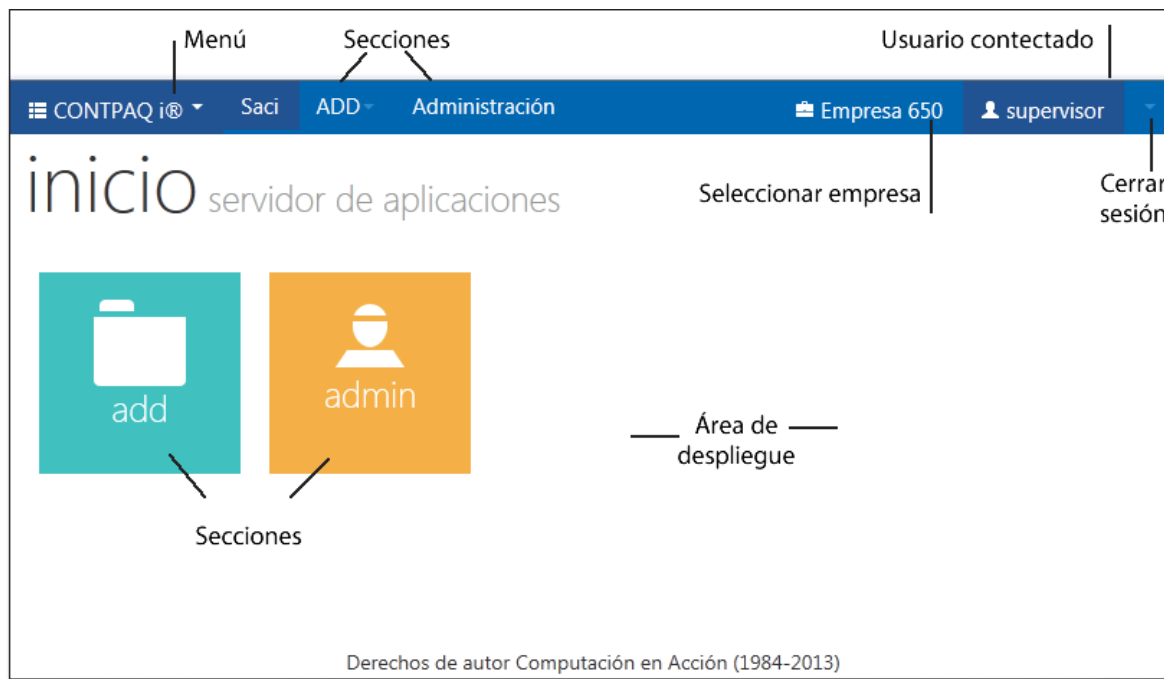 Menú Secciones Usuario contectado
CONTPAQ i® Saci ADD Administración Empresa 650 supervisor
inicio servidor de aplicaciones
Seleccionar empresa
Cerrar
sesión
add
admin
Área de
despliegue
Secciones
Derechos de autor Computación en Acción (1984-2013)